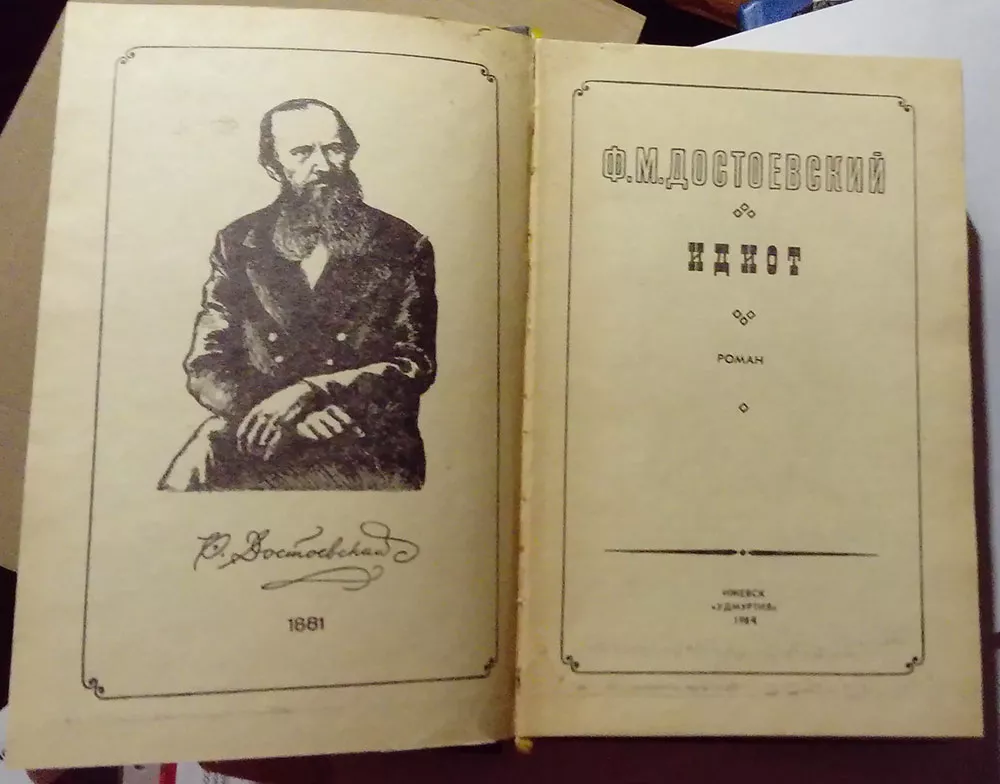 Ф. Достоевский
1881
Ф.М.ДОСТОЕВСКИЙ
ИДИОТ
РОМАН
ИЖЕВСК
«УДМУРТИЯ»
1984